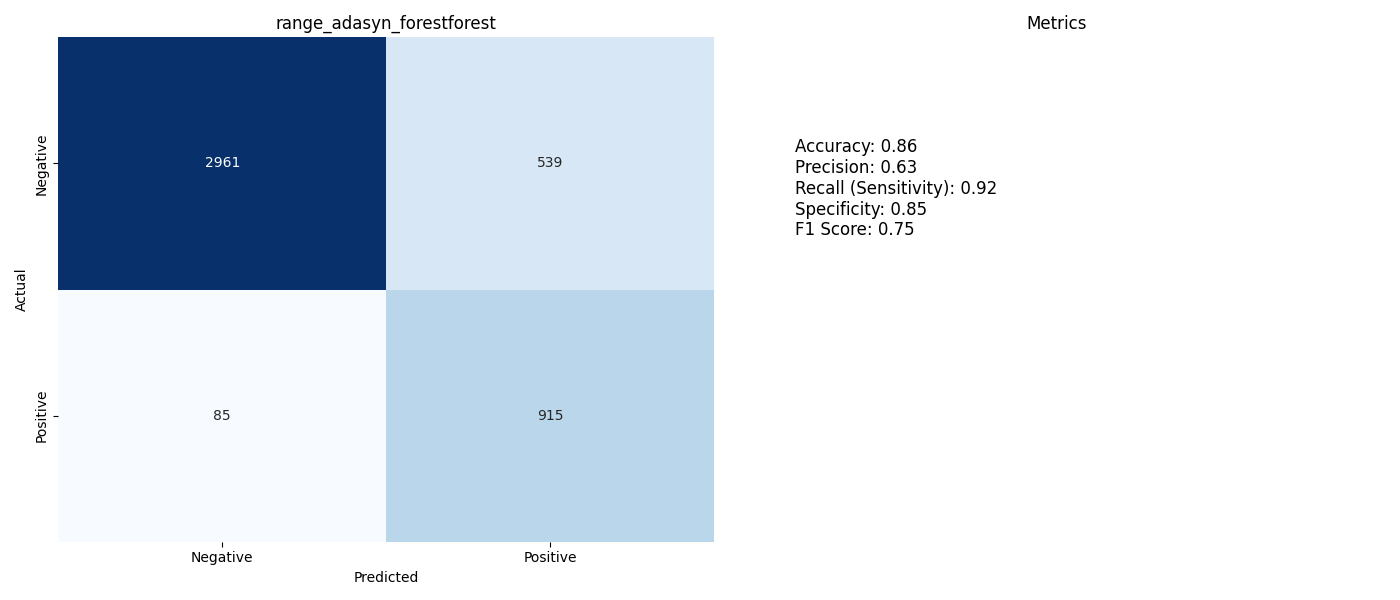 range_adasyn_forestforest
Actual
Negative
2961
539
Positive
85
915
Negative
Positive
Predicted
Metrics
Accuracy: 0.86
Precision: 0.63
Recall (Sensitivity): 0.92
Specificity: 0.85
F1 Score: 0.75